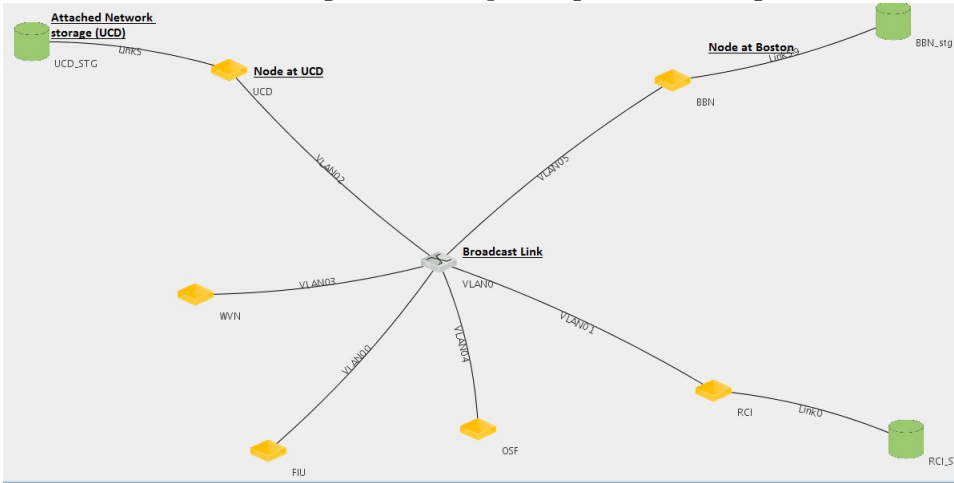 Attached Network
storage (UCD)
Link5
UCD_STG
Node at UCD
UCD
Node at Boston
BBN_stg
BBN
VLAN02
VLAN05
Broadcast Link
VLAN0
VLAN03
WVN
VLAN01
VLAN00
VLAN04
RCI
Link0
OSF
FIU